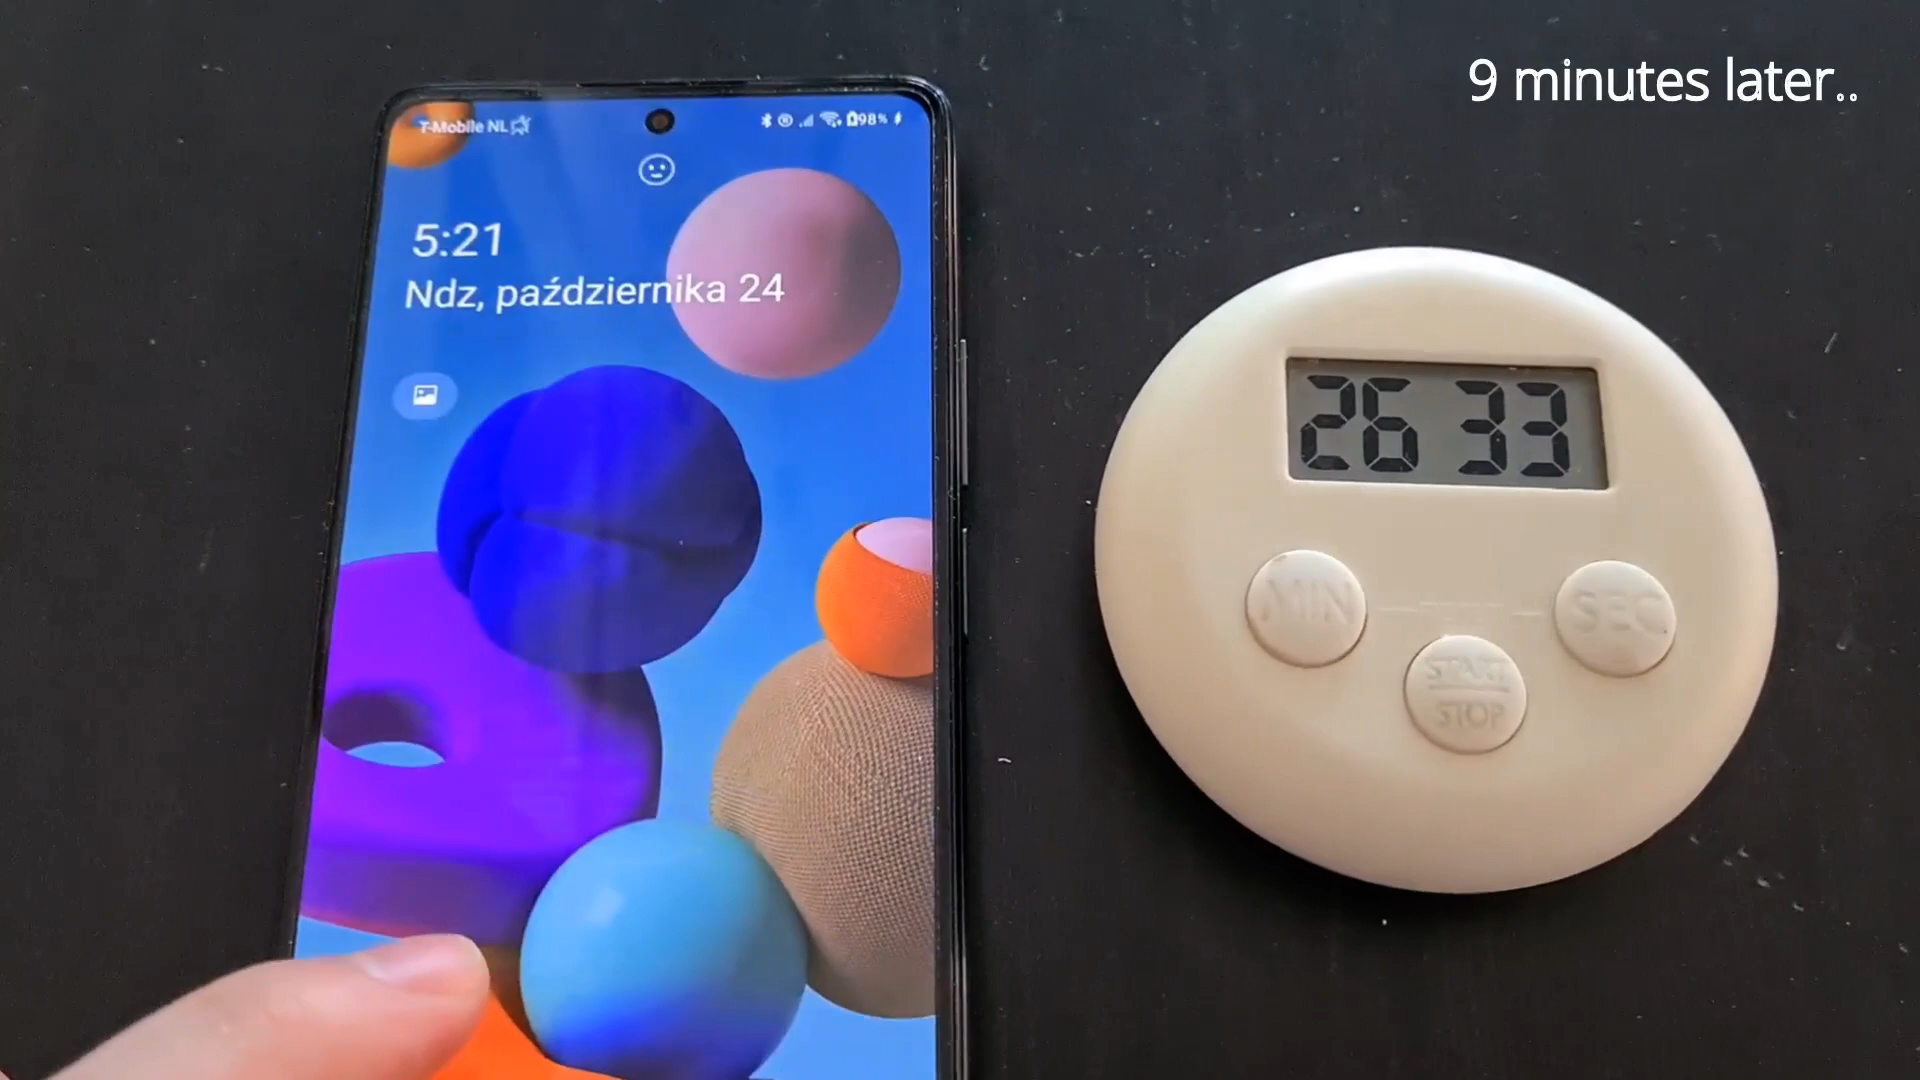 9 minutes later..
T-Mobile NL
98%
5:21
Ndz, października 24
26 33
MIN
SEC
START
STOP